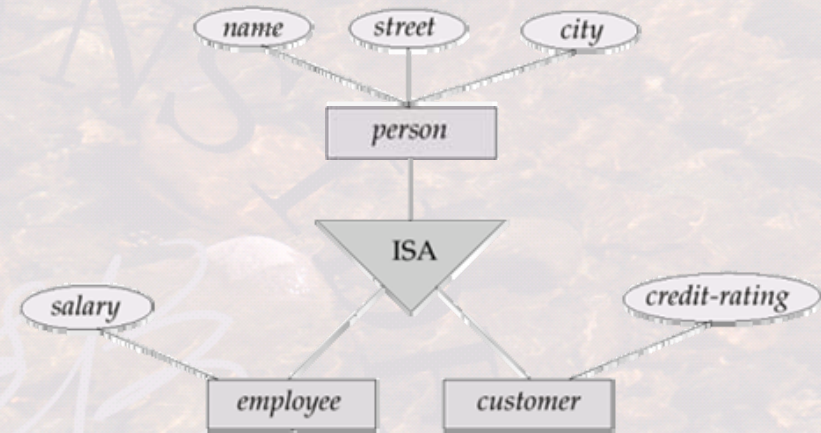 name street city
person
ISA
salary credit-rating
employee customer